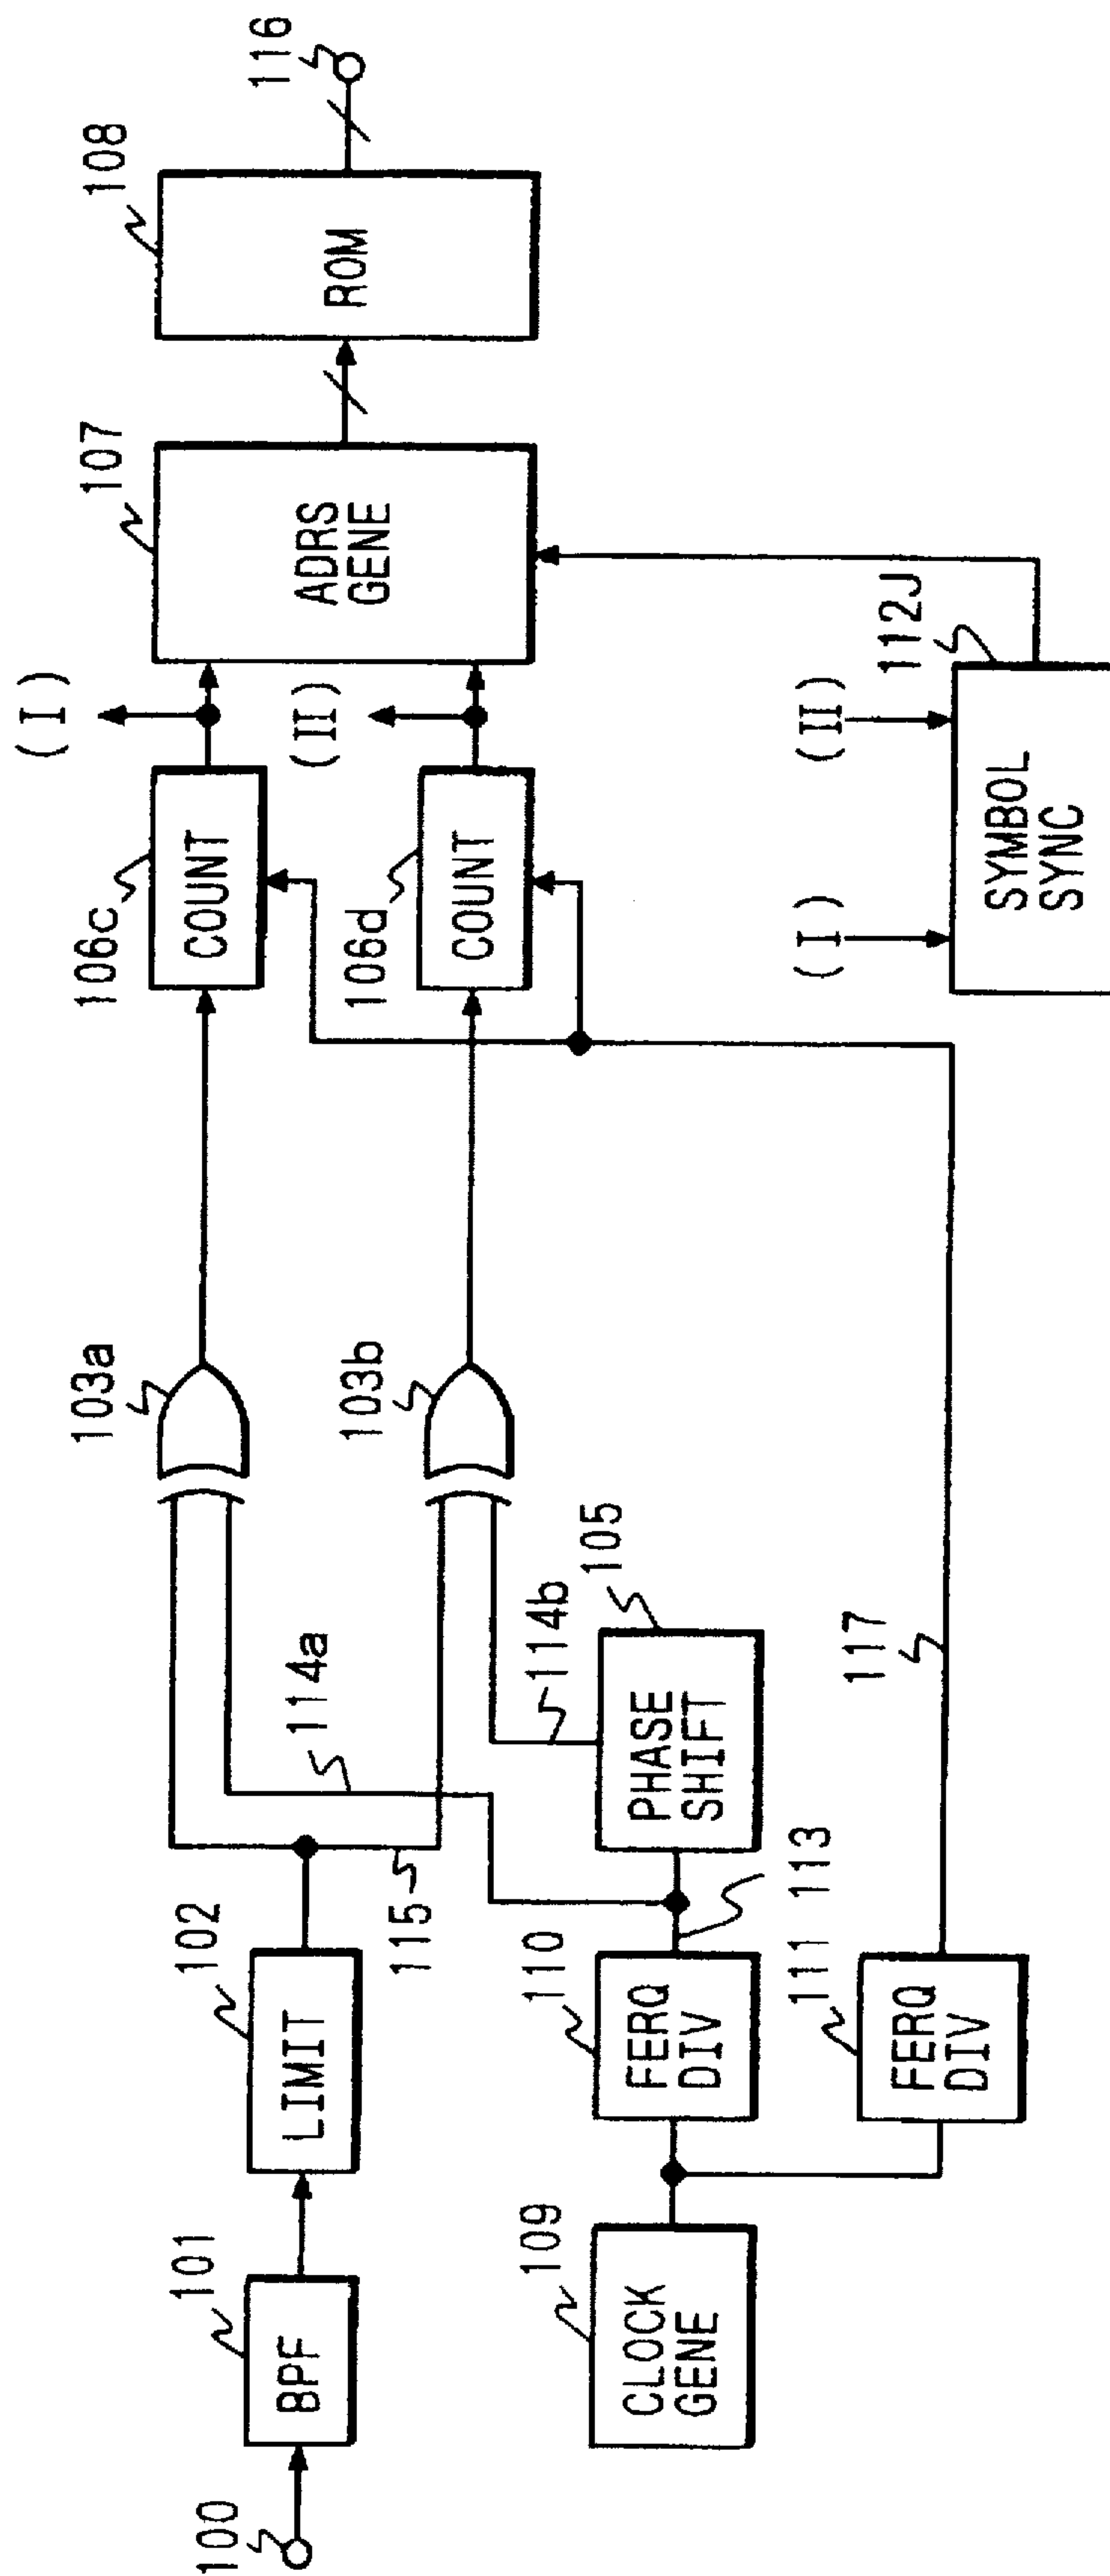 100
101
BPF
102
LIMIT
115
114a
103a
103b
106c
COUNT
(I)
106d
COUNT
(II)
107
ADRS
GENE
108
ROM
116
109
CLOCK
GENE
110
FERQ
DIV
113
PHASE
SHIFT
105
114b
111
FERQ
DIV
117
(I)
(II)
SYMBOL
SYNC
112J